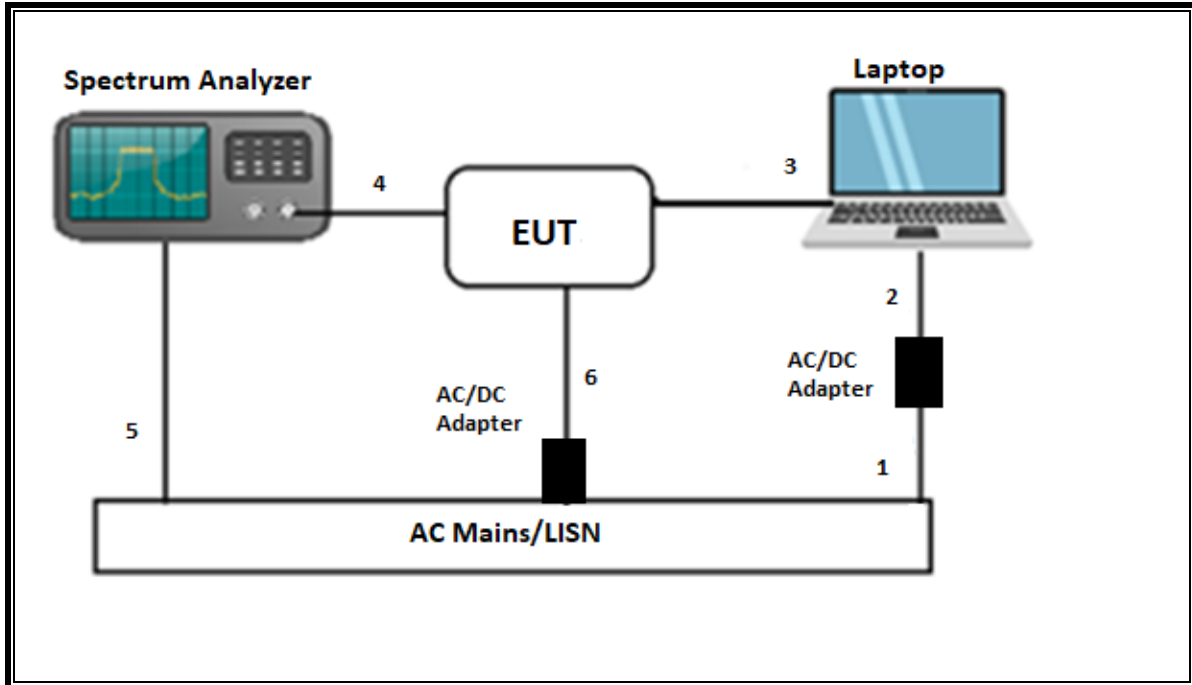 Spectrum Analyzer
Laptop
4
EUT
3
2
AC/DC
Adapter
6
AC/DC
Adapter
5
1
AC Mains/LISN